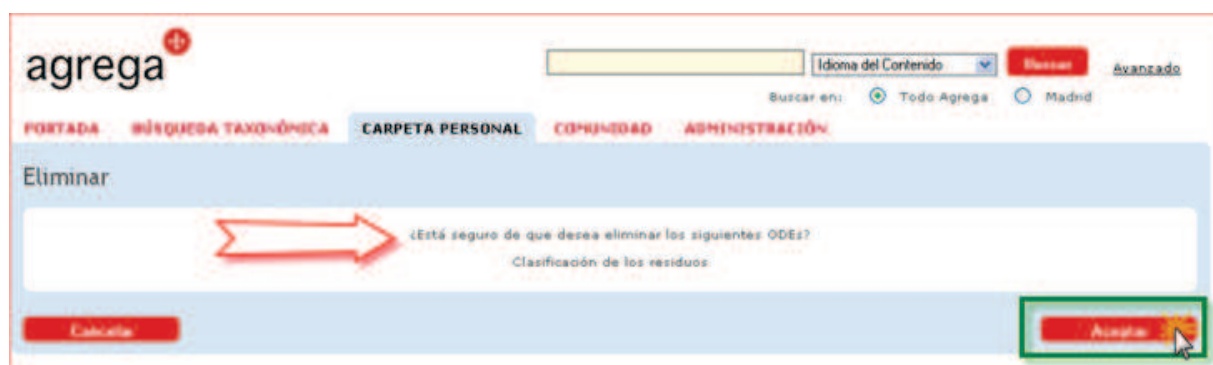 agrega
Idioma del Contenido Buscar Avanzado
Buscar en: Todo Agrega Madrid
PORTADA BÚSQUEDA TAXONÓMICA CARPETA PERSONAL COMUNIDAD ADMINISTRACIÓN
Eliminar
¿Está seguro de que desea eliminar los siguientes ODEs?
Clasificación de los residuos
Cancelar Aceptar